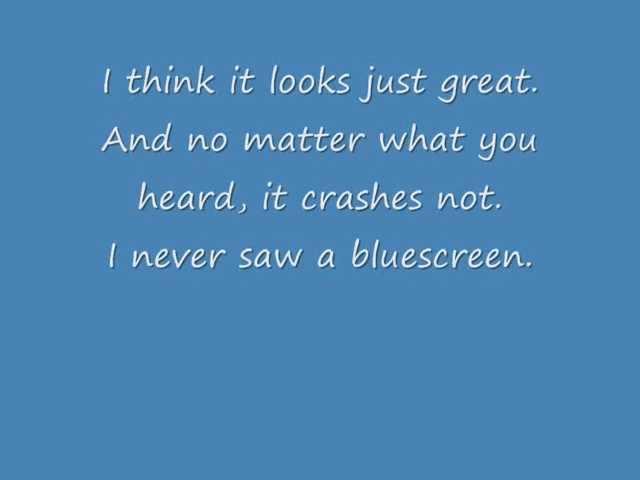 I think it looks just great.
And no matter what you
heard, it crashes not.
I never saw a bluescreen.